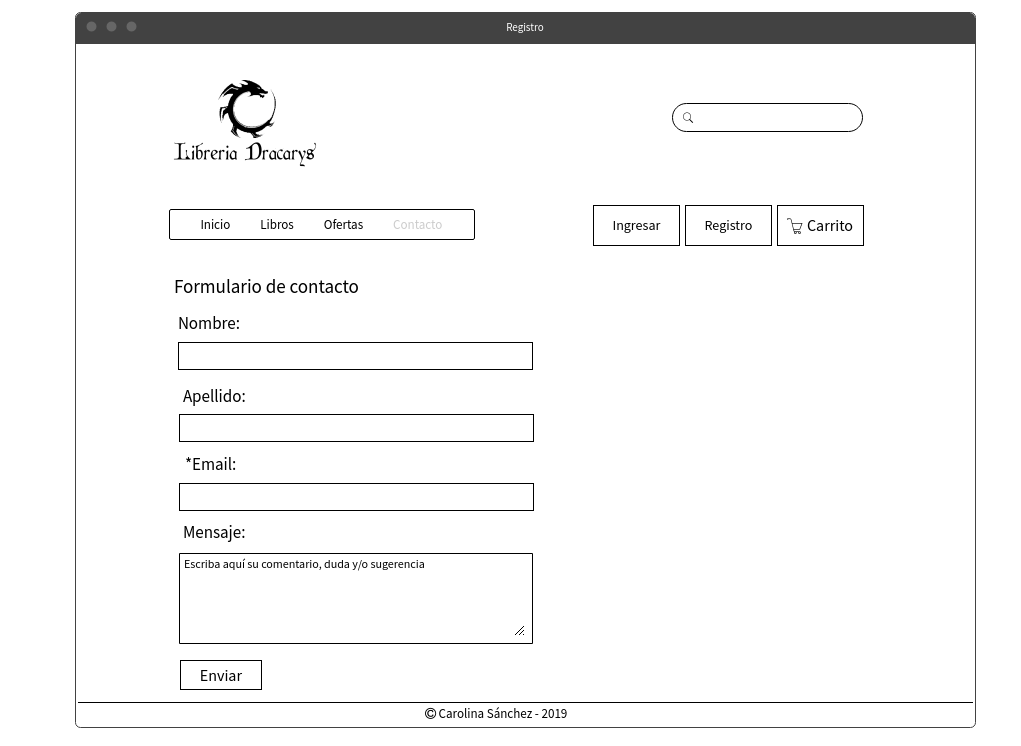 Registro
Libreria Dracarys
Inicio Libros Ofertas Contacto
Ingresar Registro Carrito
Formulario de contacto
Nombre:
Apellido:
*Email:
Mensaje:
Escriba aquí su comentario, duda y/o sugerencia
Enviar
© Carolina Sánchez - 2019